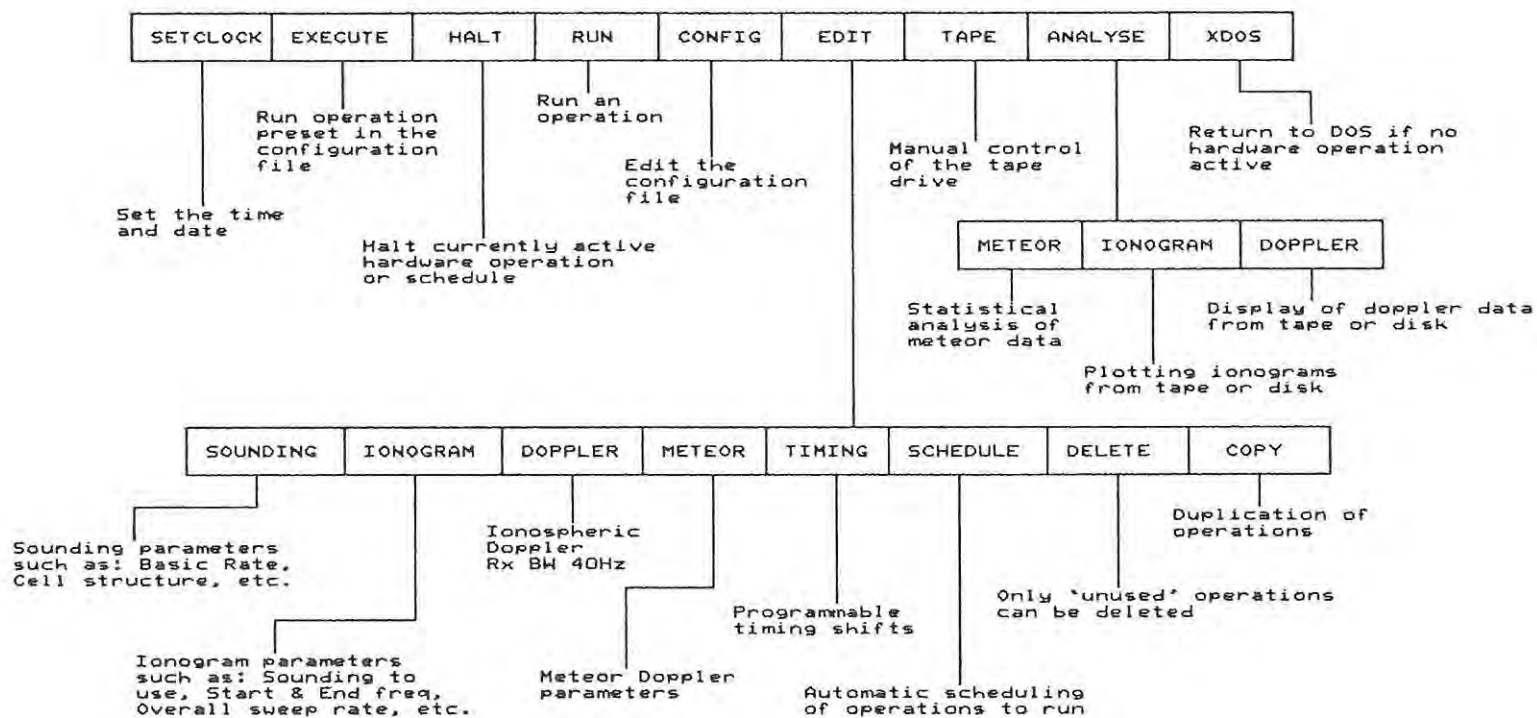 SETCLOCK EXECUTE HALT RUN CONFIG EDIT TAPE ANALYSE XDOS
Set the time
and date
Run operation
preset in the
configuration
file
Halt currently active
hardware operation
or schedule
Run an
operation
Edit the
configuration
file
Manual control
of the tape
drive
Return to DOS if no
hardware operation
active
METEOR IONOGRAM DOPPLER
Statistical
analysis of
meteor data
Plotting ionograms
from tape or disk
Display of doppler data
from tape or disk
SOUNDING IONOGRAM DOPPLER METEOR TIMING SCHEDULE DELETE COPY
Sounding parameters
such as: Basic Rate,
Cell structure, etc.
Ionogram parameters
such as: Sounding to
use, Start & End freq,
Overall sweep rate, etc.
Ionospheric
Doppler
Rx BW 40Hz
Meteor Doppler
parameters
Programmable
timing shifts
Automatic scheduling
of operations to run
Only 'unused' operations
can be deleted
Duplication of
operations